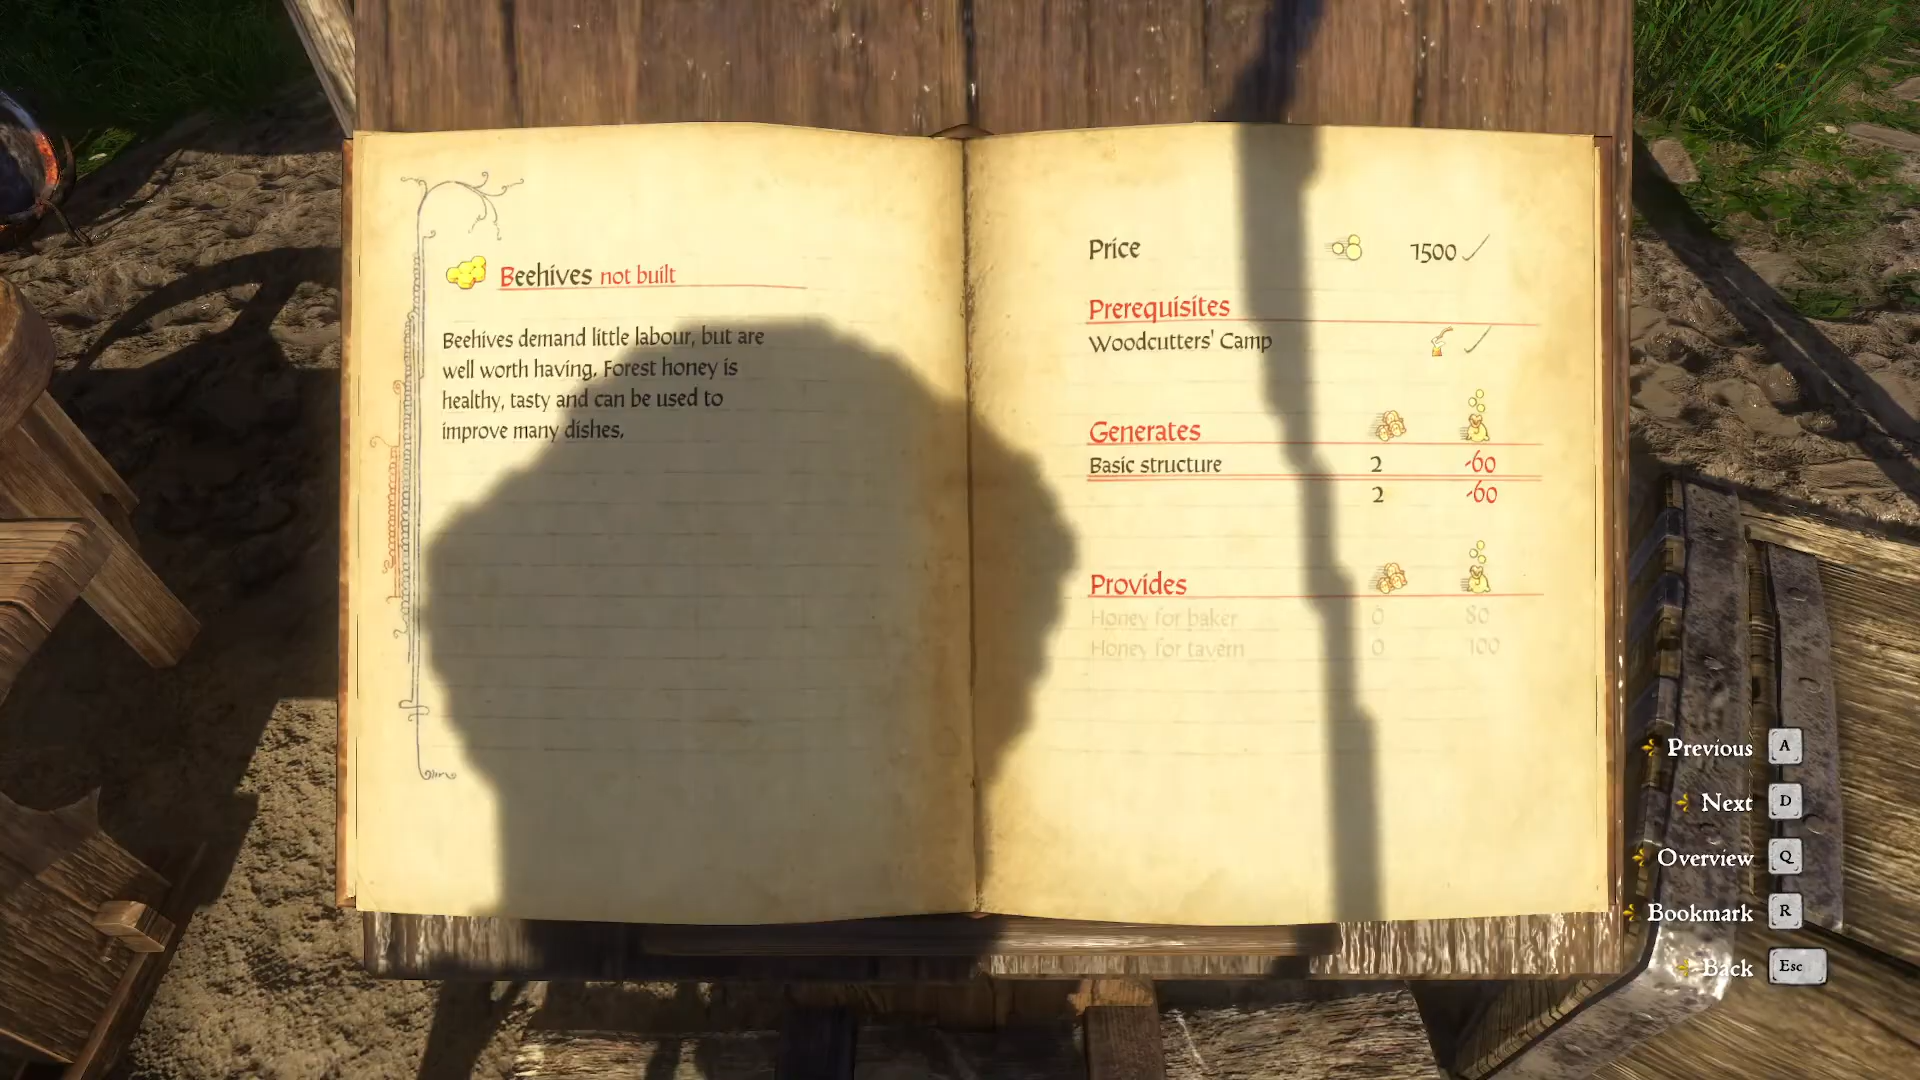 Beehives not built
Beehives demand little labour, but are
well worth having. Forest honey is
healthy, tasty and can be used to
improve many dishes.
Price 1500
Prerequisites
Woodcutters' Camp
Generates
Basic structure 2 -60
2 -60
Provides
Honey for baker 0 80
Honey for tavern 0 100
Previous A
Next D
Overview Q
Bookmark R
Back Esc